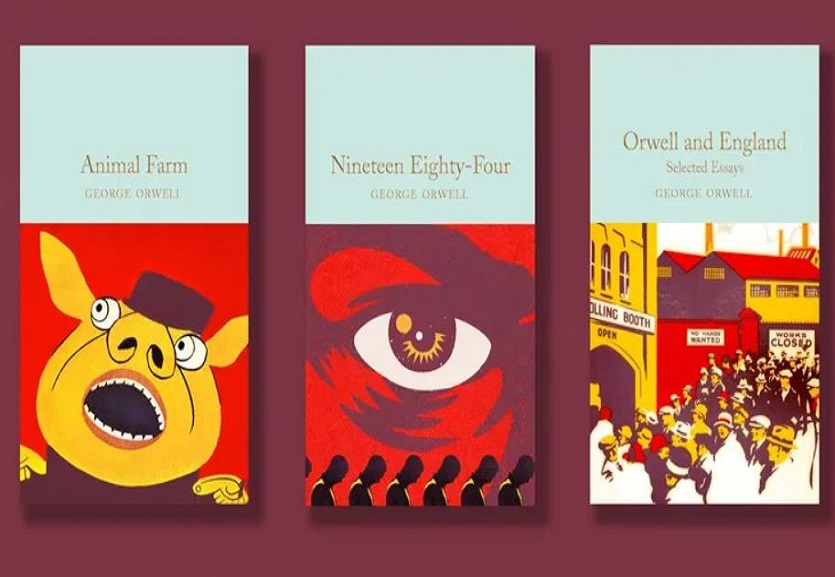 Animal Farm
GEORGE ORWELL
Nineteen Eighty-Four
GEORGE ORWELL
Orwell and England
Selected Essays
GEORGE ORWELL
OLLING BOOTH
OPEN
NO HANDS
WANTED
WORKS
CLOSED